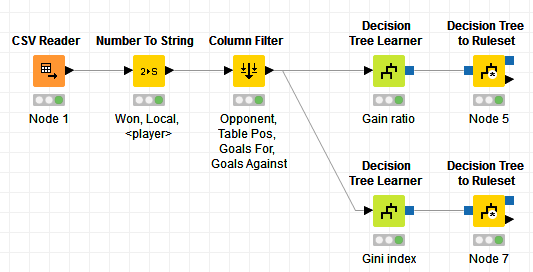 Decision
Tree Learner
Decision Tree
to Ruleset
CSV Reader
Number To String
Column Filter
2▸S
Node 1
Won, Local,
<player>
Opponent,
Table Pos,
Goals For,
Goals Against
Gain ratio
Node 5
Decision
Tree Learner
Decision Tree
to Ruleset
Gini index
Node 7